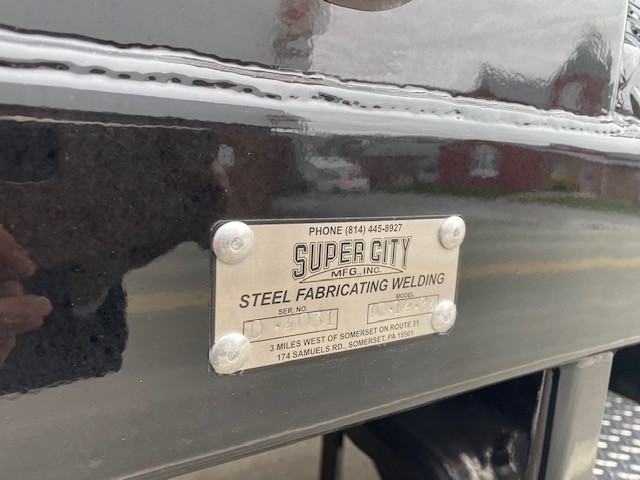 PHONE (814) 445-8927
SUPER CITY
MFG., INC.
STEEL FABRICATING WELDING
SER. NO. MODEL
3 MILES WEST OF SOMERSET ON ROUTE 31
174 SAMUELS RD., SOMERSET, PA 15501